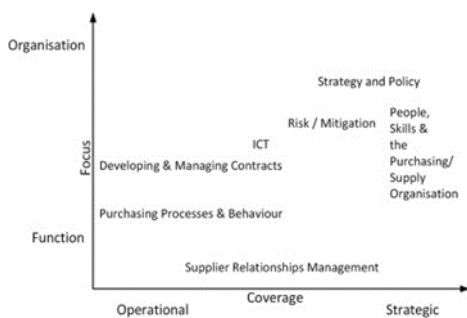 Organisation
Strategy and Policy
Risk / Mitigation
People,
Skills &
the
Purchasing/
Supply
Organisation
ICT
Focus
Developing & Managing Contracts
Purchasing Processes & Behaviour
Function
Supplier Relationships Management
Operational
Coverage
Strategic